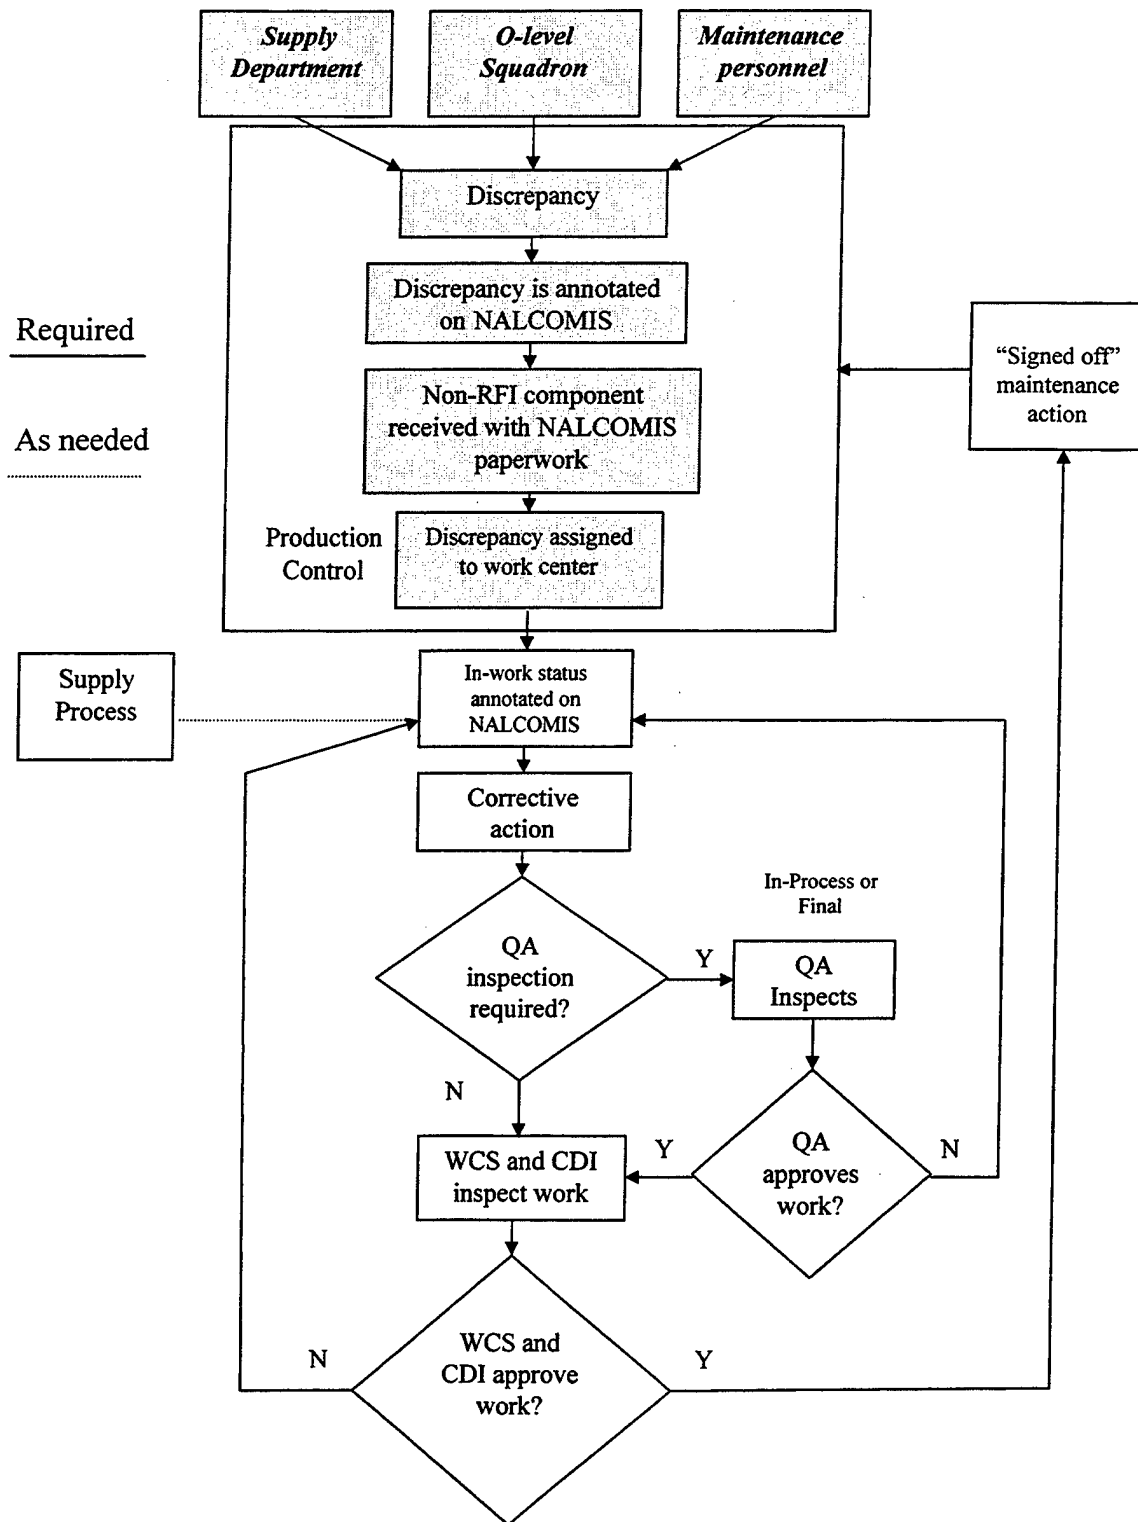 Supply
Department
O-level
Squadron
Maintenance
personnel
Discrepancy
Discrepancy is annotated
on NALCOMIS
Required
As needed
Non-RFI component
received with NALCOMIS
paperwork
“Signed off”
maintenance
action
Production
Control
Discrepancy assigned
to work center
Supply
Process
In-work status
annotated on
NALCOMIS
Corrective
action
QA
inspection
required?
Y
In-Process or
Final
QA
Inspects
N
WCS and CDI
inspect work
Y
QA
approves
work?
N
N
WCS and
CDI approve
work?
Y